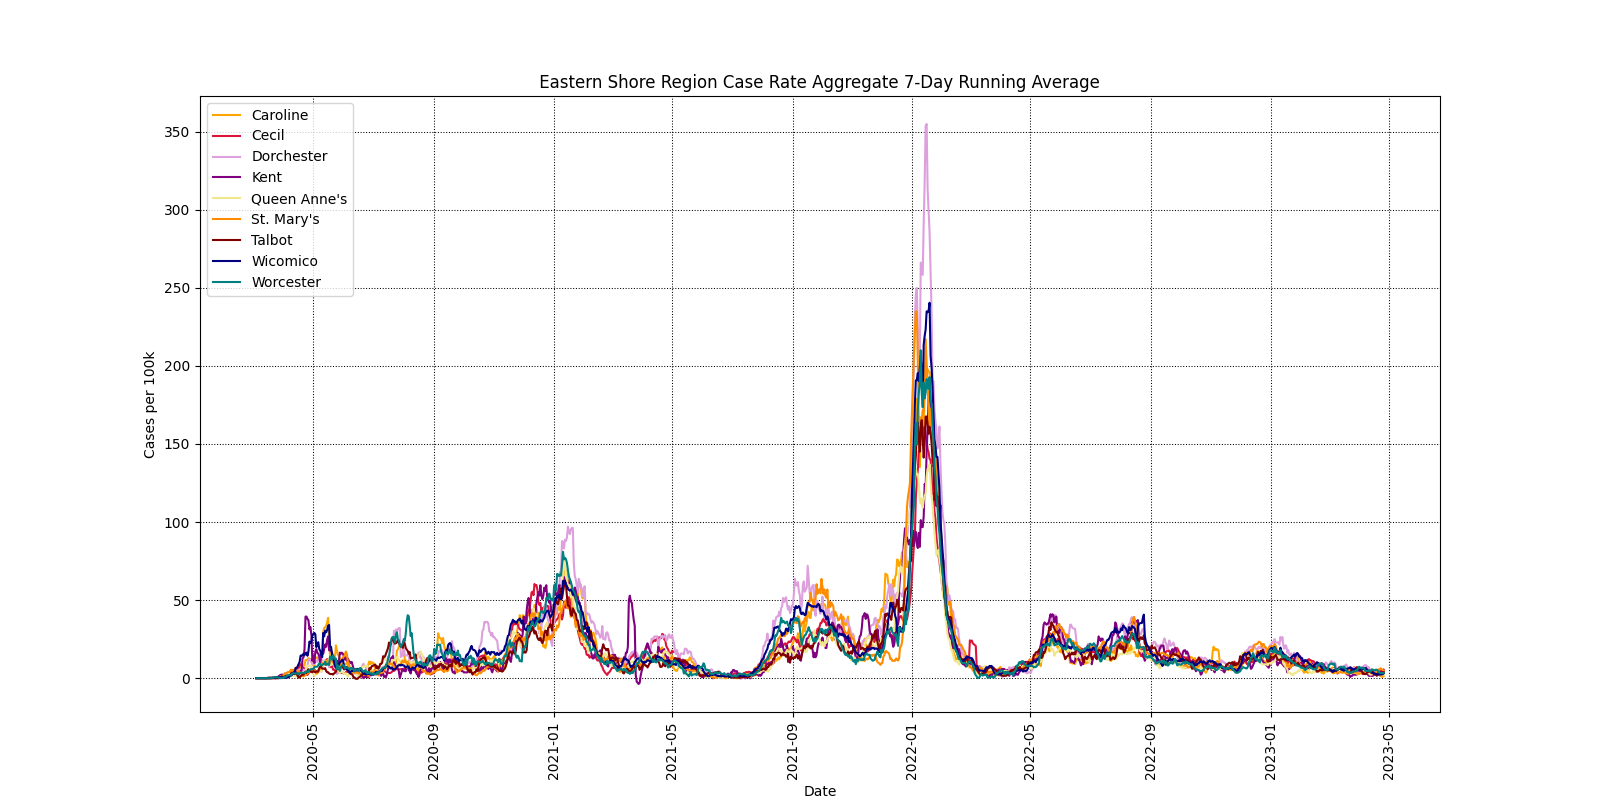 Eastern Shore Region Case Rate Aggregate 7-Day Running Average
Caroline
Cecil
Dorchester
Kent
Queen Anne's
St. Mary's
Talbot
Wicomico
Worcester
350
300
250
200
150
100
50
0
Cases per 100k
2020-05
2020-09
2021-01
2021-05
2021-09
2022-01
2022-05
2022-09
2023-01
2023-05
Date